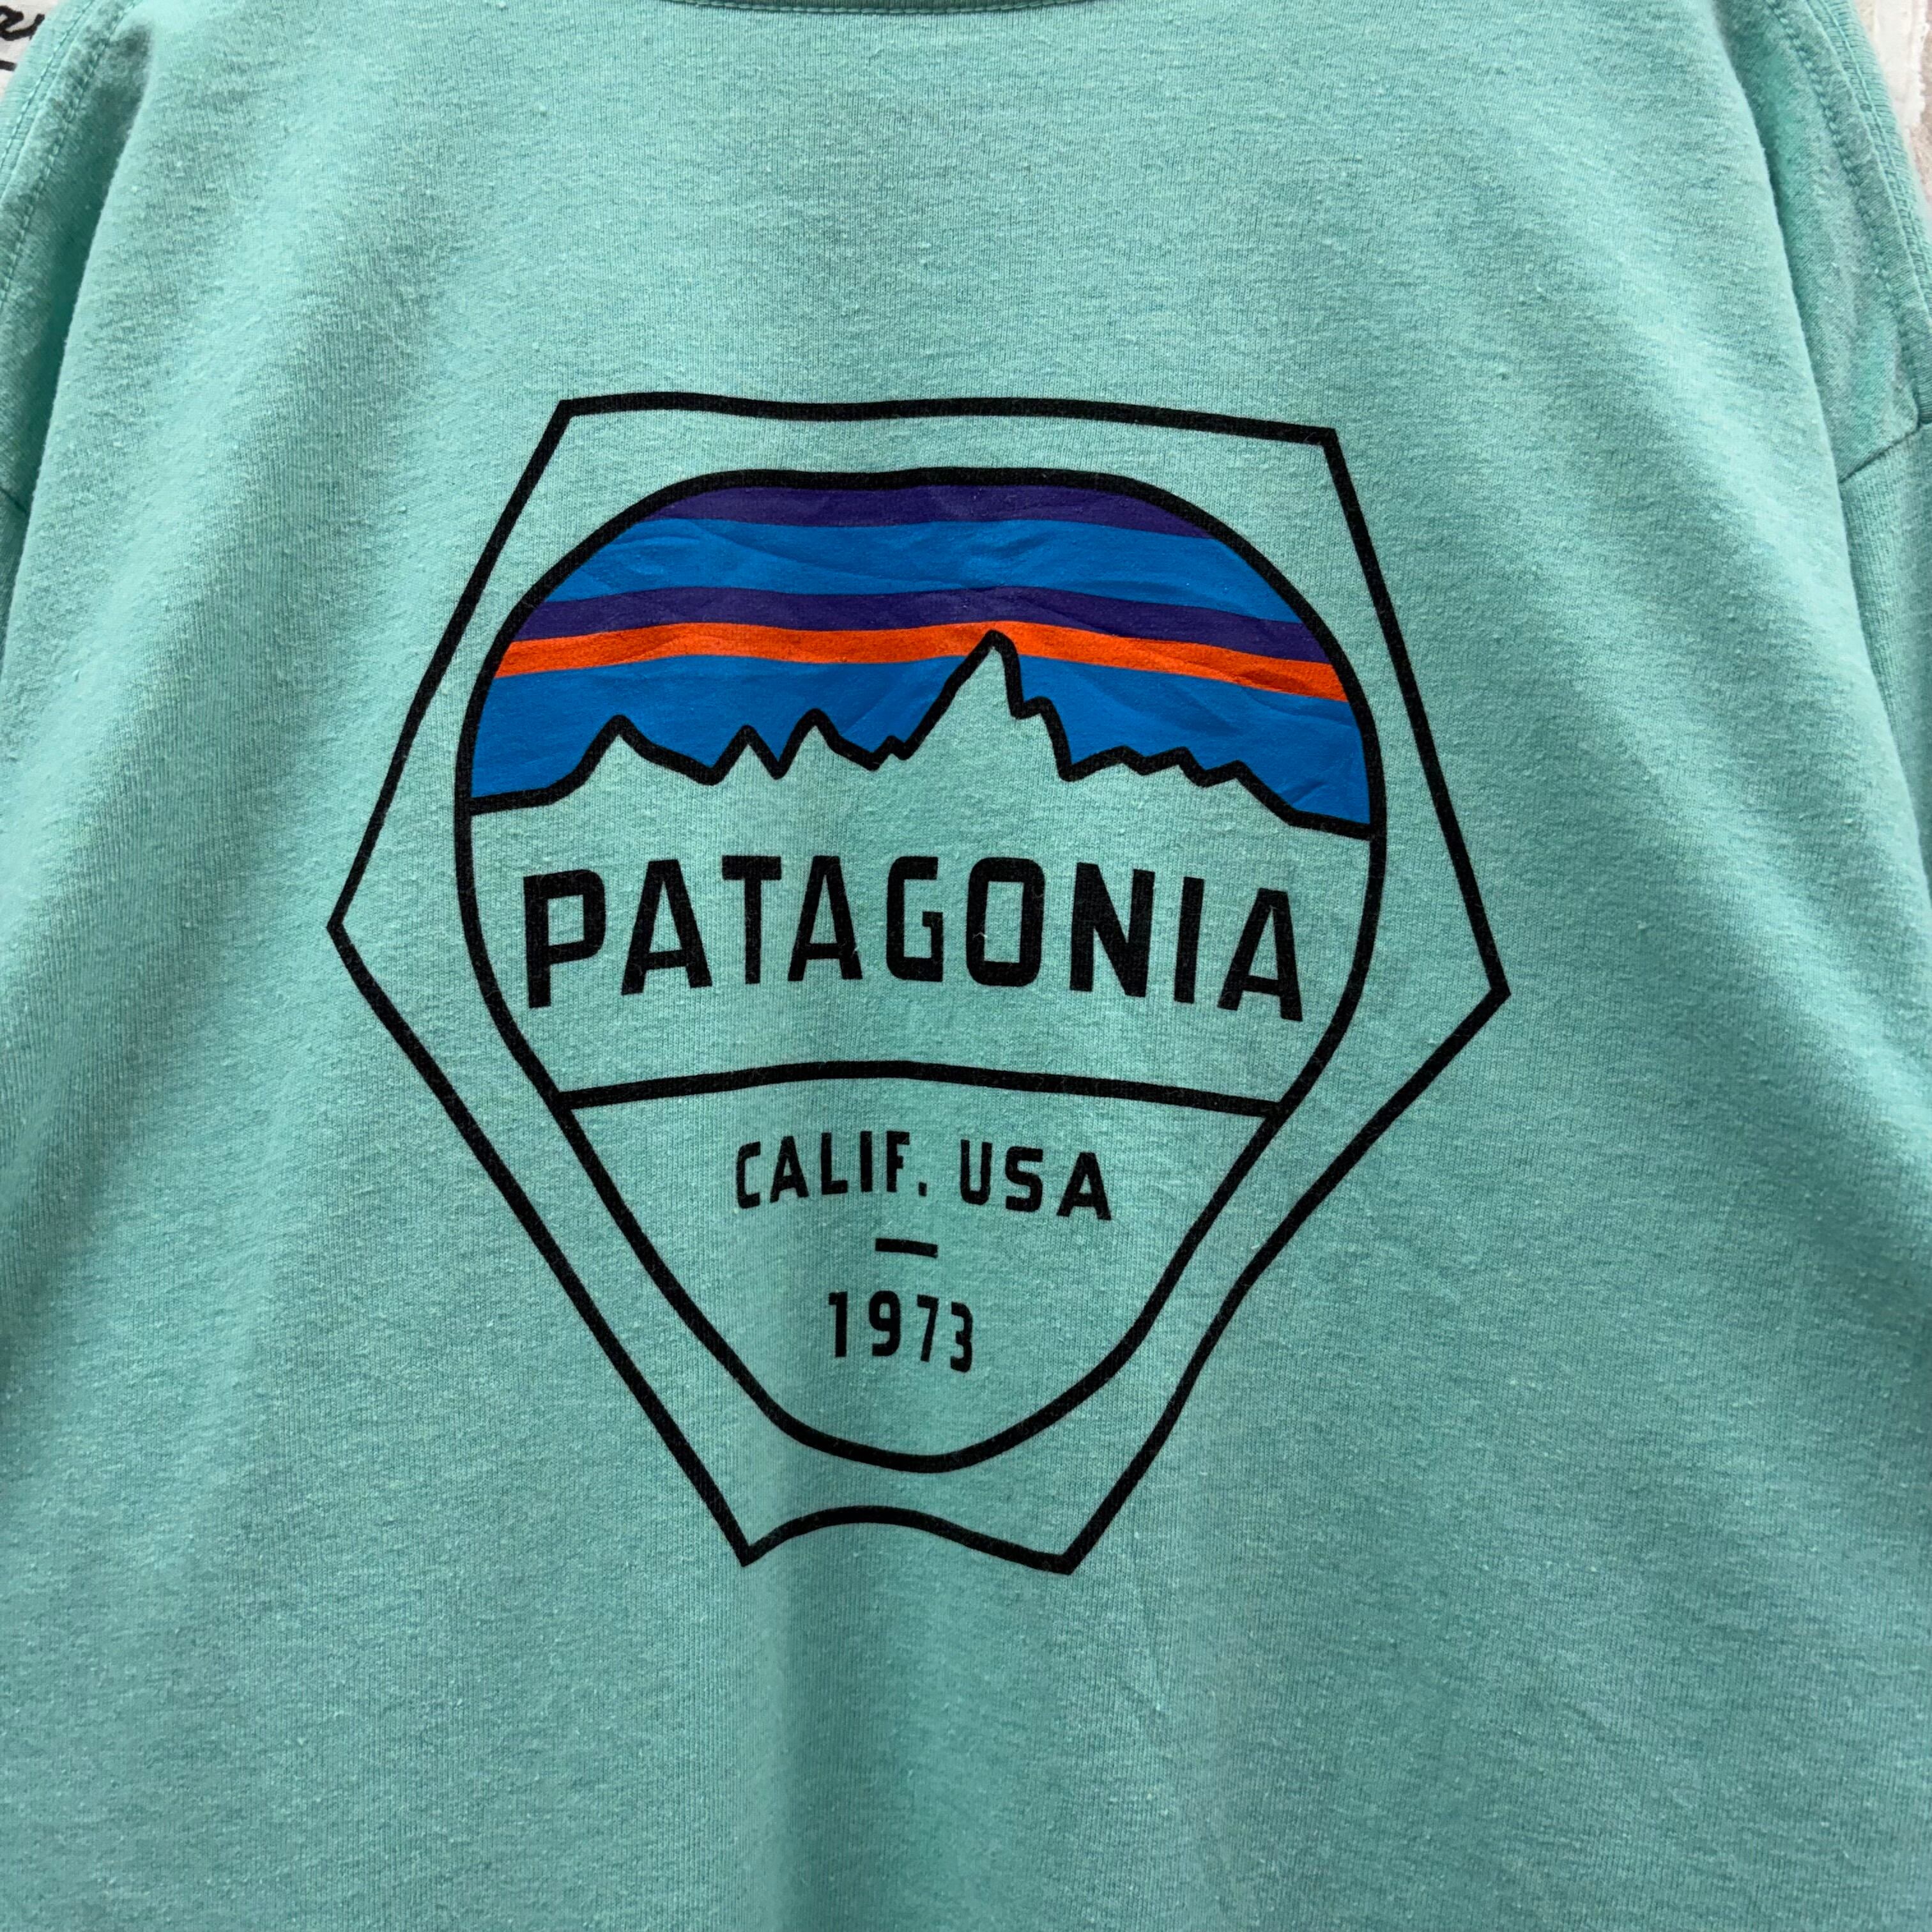 PATAGONIA
CALIF. USA
1973